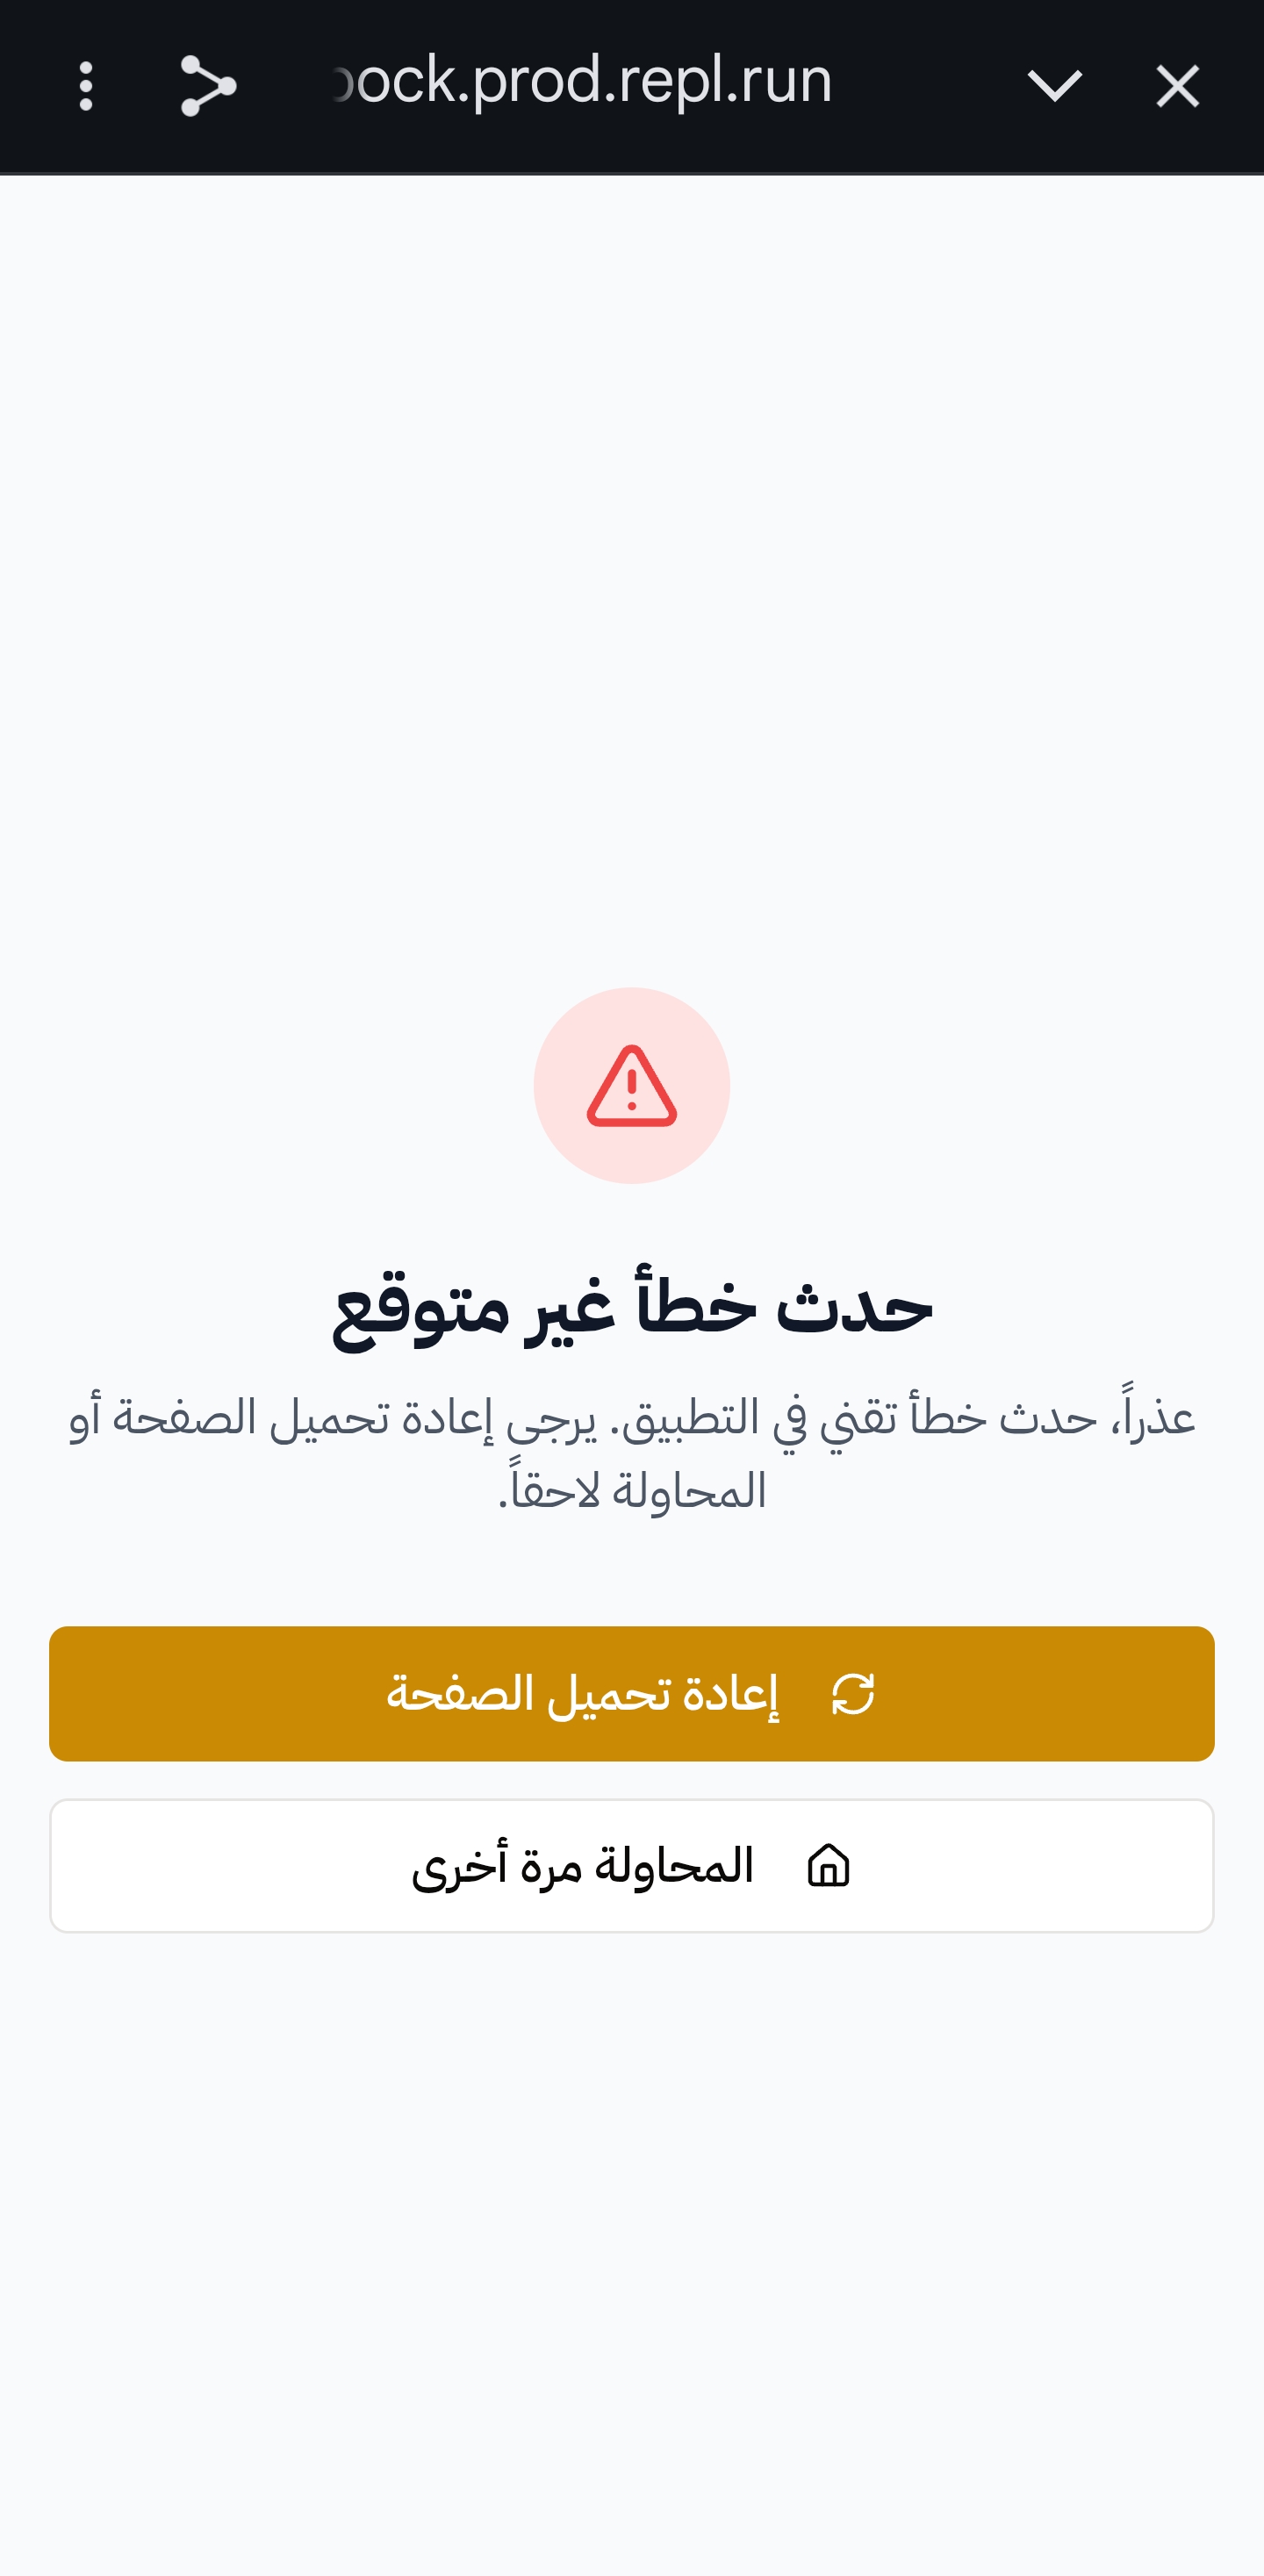 ock.prod.repl.run
حدث خطأ غير متوقع
عذراً، حدث خطأ تقني في التطبيق. يرجى إعادة تحميل الصفحة أو
المحاولة لاحقاً.
إعادة تحميل الصفحة
المحاولة مرة أخرى